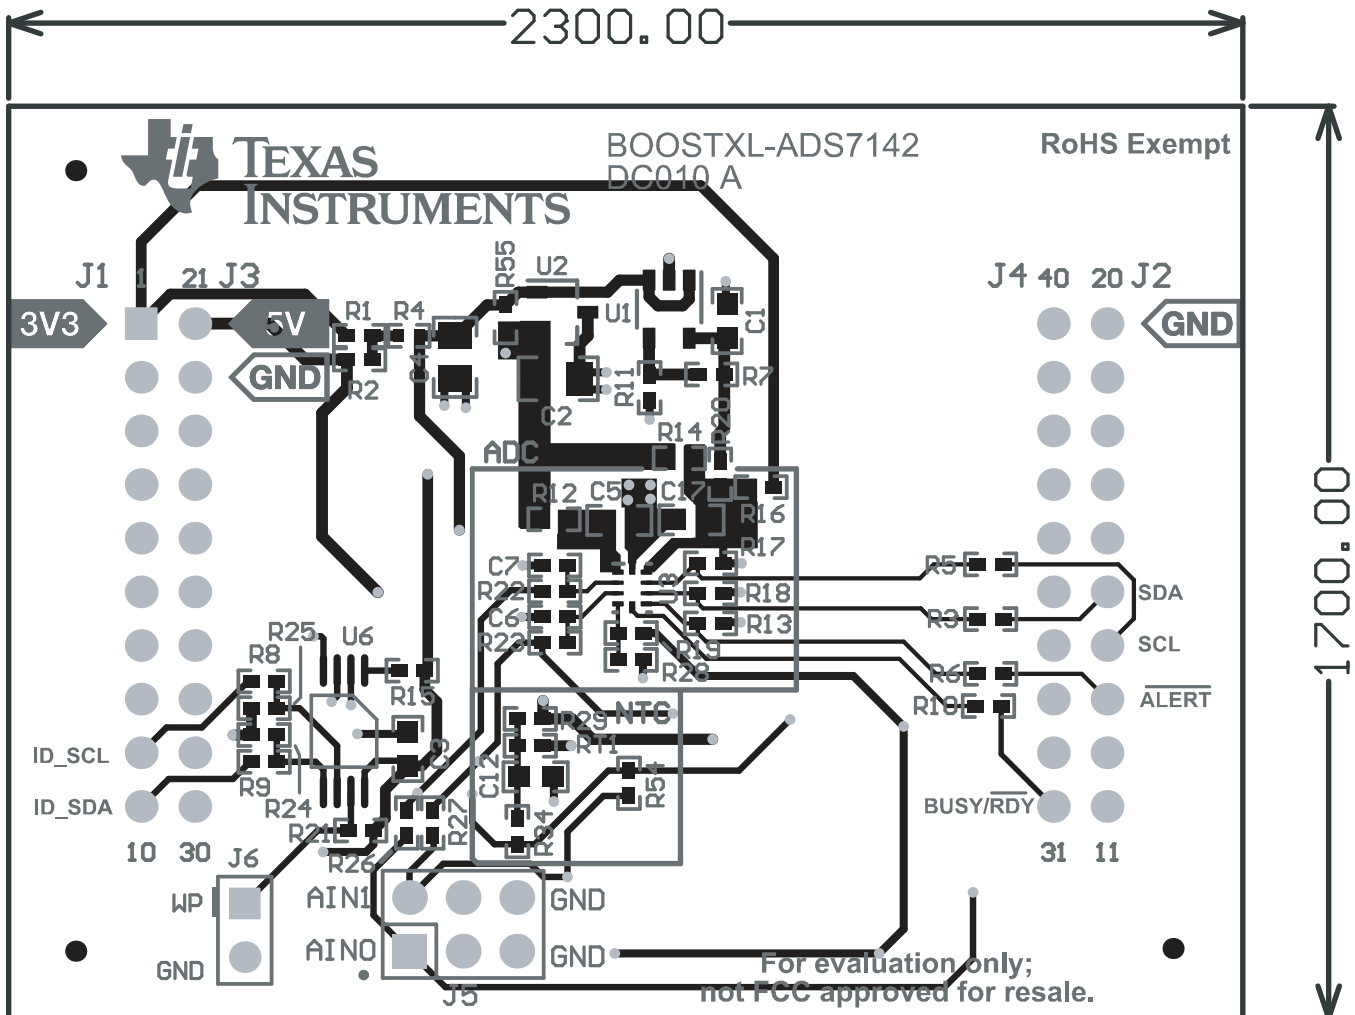 2300.00
TEXAS
INSTRUMENTS
BOOSTXL-ADS7142
DC010 A
RoHS Exempt
J1 1 21 J3
R55
U2
J4 40 20 J2
3V3
5V
R1 R4
U1
C1
GND
GND
R2
C4
R11
R7
C2
R20
ADC
R14
1700.00
R12
C5
C17
R16
C7
R17
R5
R22
U3
R18
SDA
C6
R3
R13
R25
U6
R23
R19
SCL
R8
R15
R28
R6
ALERT
R10
R29
NTC
ID_SCL
C3
RT1
R9
C12
R54
ID_SDA
R24
BUSY/RDY
R21
R27
R34
10 30
J6
R26
31 11
WP
AIN1
GND
GND
AIN0
GND
J5
For evaluation only;
not FCC approved for resale.